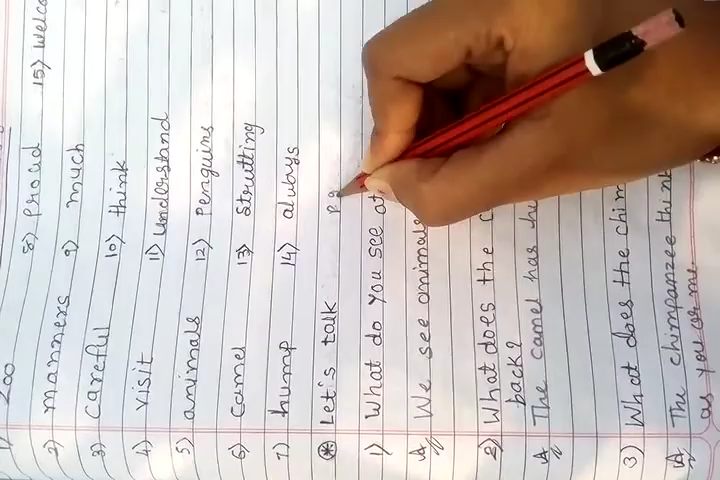 1) Zoo
2) manners
3) careful
4) visit
5) animals
6) camel
7) hump
8) Proud
9) much
10) think
11) understand
12) Penguins
13) Strutting
14) always
15) Welco
Let's talk
1) What do you see at
A We see animals
2) What does the C
back?
A The camel has hu
3) What does the chim
A The chimpanzee think
as you or me.